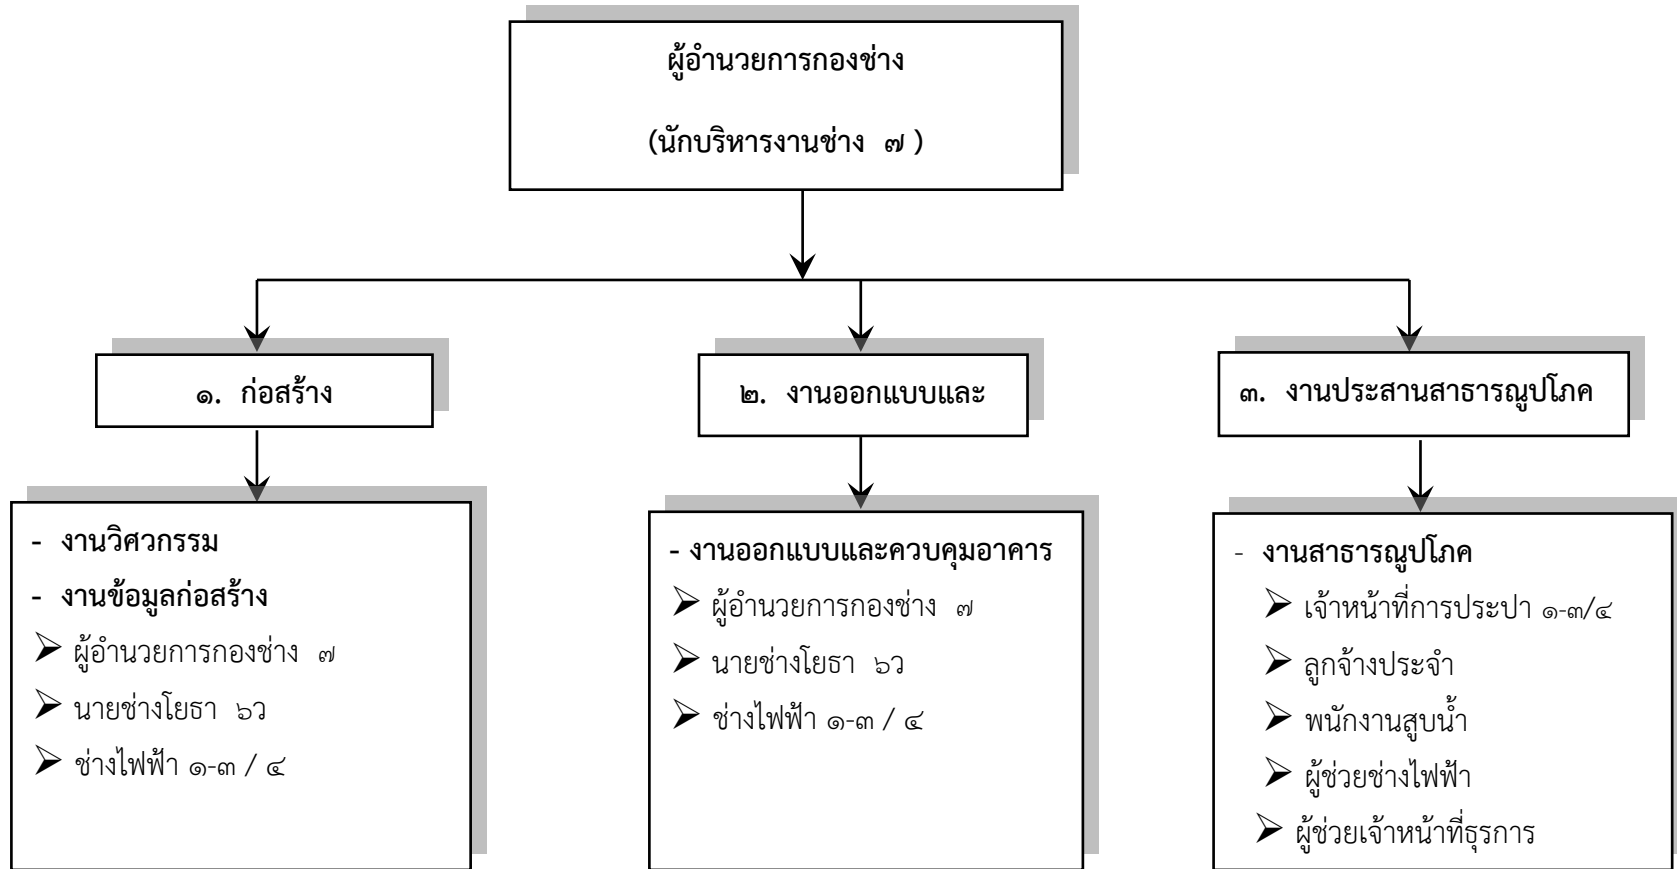 ผู้อำนวยการกองช่าง
(นักบริหารงานช่าง ๗ )
๑. ก่อสร้าง
๒. งานออกแบบและ
๓. งานประสานสาธารณูปโภค
- งานวิศวกรรม
- งานข้อมูลก่อสร้าง
➢ ผู้อำนวยการกองช่าง ๗
➢ นายช่างโยธา ๖ว
➢ ช่างไฟฟ้า ๑-๓ / ๔
- งานออกแบบและควบคุมอาคาร
➢ ผู้อำนวยการกองช่าง ๗
➢ นายช่างโยธา ๖ว
➢ ช่างไฟฟ้า ๑-๓ / ๔
- งานสาธารณูปโภค
➢ เจ้าหน้าที่การประปา ๑-๓/๔
➢ ลูกจ้างประจำ
➢ พนักงานสูบน้ำ
➢ ผู้ช่วยช่างไฟฟ้า
➢ ผู้ช่วยเจ้าหน้าที่ธุรการ